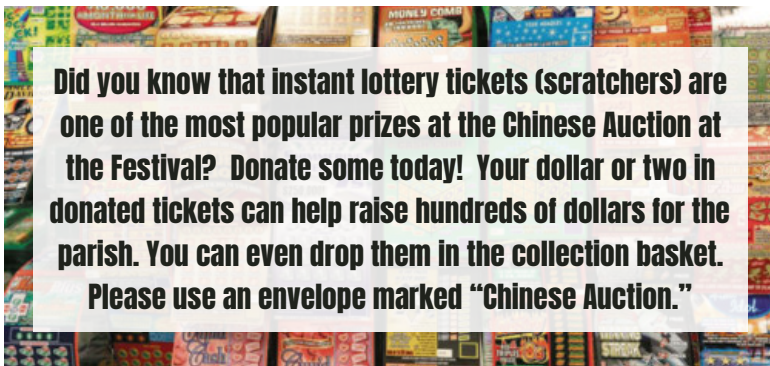 MONEY COMB
Did you know that instant lottery tickets (scratchers) are
one of the most popular prizes at the Chinese Auction at
the Festival?  Donate some today!  Your dollar or two in
donated tickets can help raise hundreds of dollars for the
parish. You can even drop them in the collection basket.
Please use an envelope marked “Chinese Auction.”